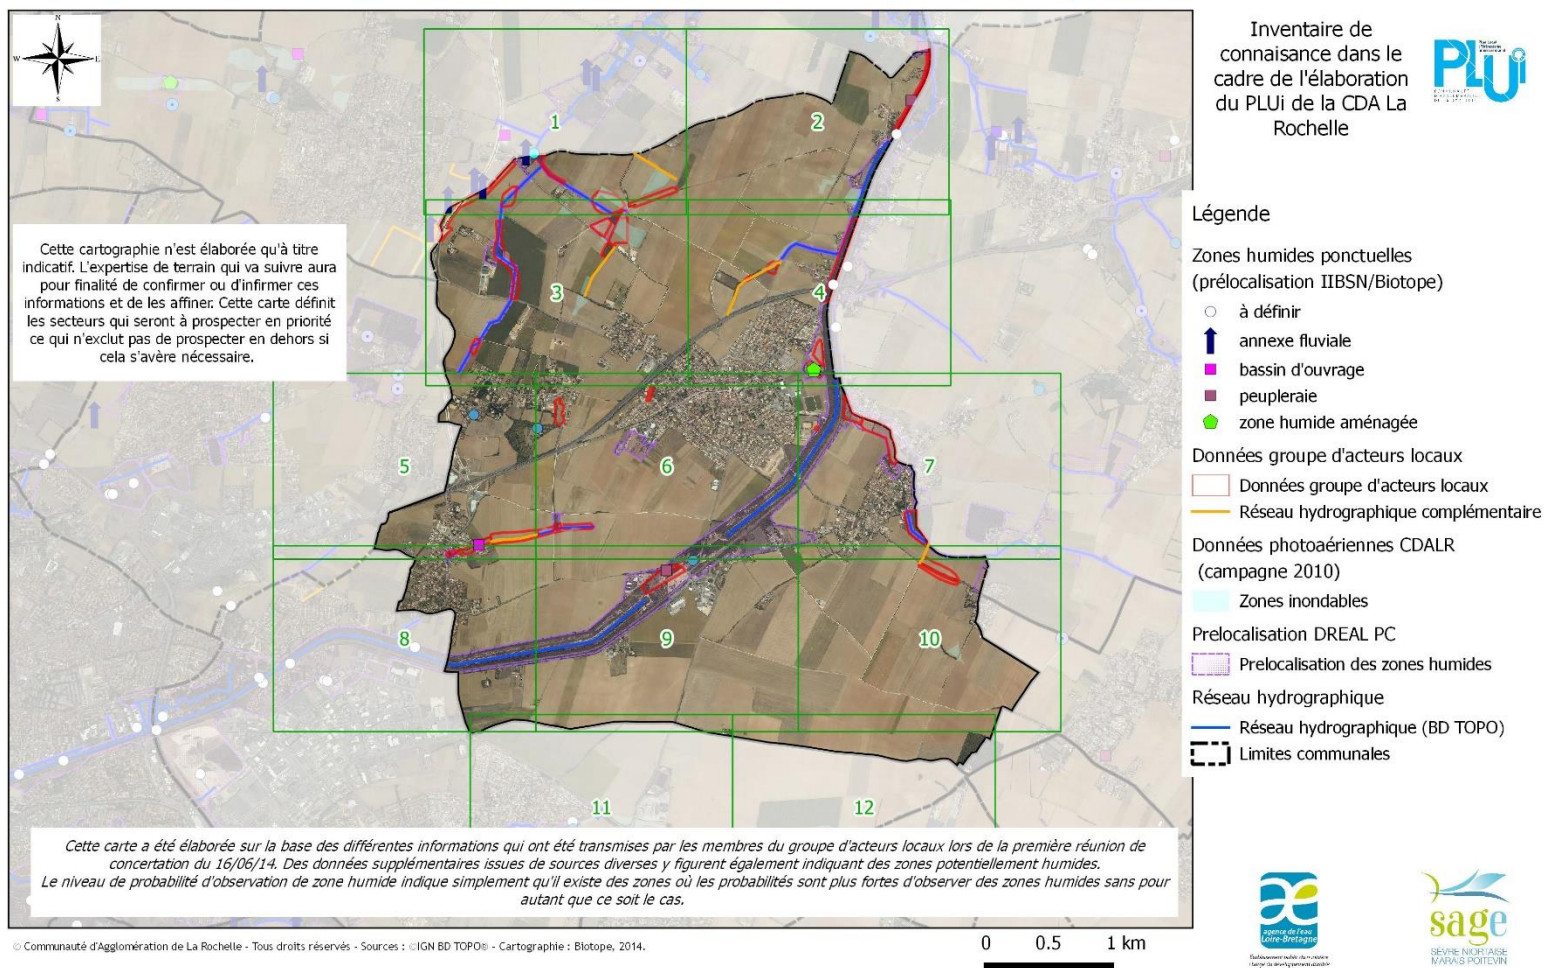 N
W
E
S
Inventaire de
connaisance dans le
cadre de l'élaboration
du PLUi de la CDA La
Rochelle
PLUi
Cette cartographie n'est élaborée qu'à titre
indicatif. L'expertise de terrain qui va suivre aura
pour finalité de confirmer ou d'infirmer ces
informations et de les affiner. Cette carte définit
les secteurs qui seront à prospecter en priorité
ce qui n'exclut pas de prospecter en dehors si
cela s'avère nécessaire.
1
2
3
4
5
6
7
8
9
10
11
12
Légende
Zones humides ponctuelles
(prélocalisation IIBSN/Biotope)
à définir
annexe fluviale
bassin d'ouvrage
peupleraie
zone humide aménagée
Données groupe d'acteurs locaux
Données groupe d'acteurs locaux
Réseau hydrographique complémentaire
Données photoaériennes CDALR
(campagne 2010)
Zones inondables
Prelocalisation DREAL PC
Prelocalisation des zones humides
Réseau hydrographique
Réseau hydrographique (BD TOPO)
Limites communales
Cette carte a été élaborée sur la base des différentes informations qui ont été transmises par les membres du groupe d'acteurs locaux lors de la première réunion de
concertation du 16/06/14. Des données supplémentaires issues de sources diverses y figurent également indiquant des zones potentiellement humides.
Le niveau de probabilité d'observation de zone humide indique simplement qu'il existe des zones où les probabilités sont plus fortes d'observer des zones humides sans pour
autant que ce soit le cas.
© Communauté d'Agglomération de La Rochelle - Tous droits réservés - Sources : ©IGN BD TOPO® - Cartographie : Biotope, 2014.
0 0.5 1 km
agence de l'eau
Loire-Bretagne
sage
SÈVRE NIORTAISE
MARAIS POITEVIN